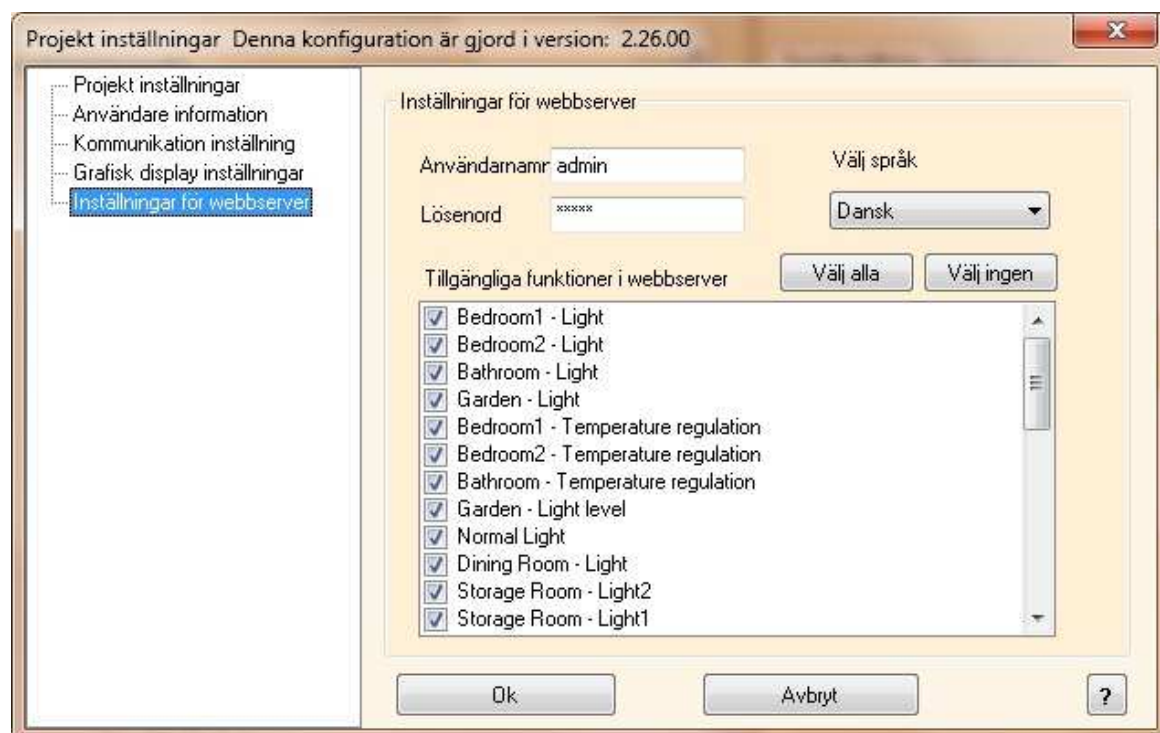 Projekt inställningar Denna konfiguration är gjord i version: 2.26.00
Projekt inställningar
Användare information
Kommunikation inställning
Grafisk display inställningar
Inställningar för webbserver
Inställningar för webbserver
Användarnamr admin
Välj språk
Lösenord *****
Dansk
Tillgängliga funktioner i webbserver
Välj alla
Välj ingen
Bedroom1 - Light
Bedroom2 - Light
Bathroom - Light
Garden - Light
Bedroom1 - Temperature regulation
Bedroom2 - Temperature regulation
Bathroom - Temperature regulation
Garden - Light level
Normal Light
Dining Room - Light
Storage Room - Light2
Storage Room - Light1
Ok
Avbryt
?